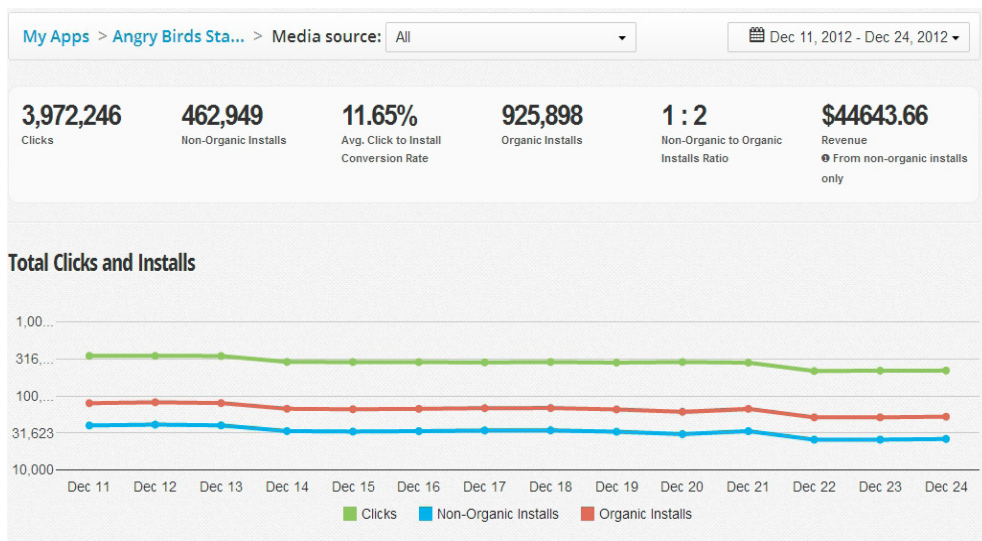 My Apps > Angry Birds Sta... > Media source: All
Dec 11, 2012 - Dec 24, 2012
3,972,246
Clicks
462,949
Non-Organic Installs
11.65%
Avg. Click to Install
Conversion Rate
925,898
Organic Installs
1 : 2
Non-Organic to Organic
Installs Ratio
$44643.66
Revenue
From non-organic installs
only
Total Clicks and Installs
1,00...
316,...
100,...
31,623
10,000
Dec 11 Dec 12 Dec 13 Dec 14 Dec 15 Dec 16 Dec 17 Dec 18 Dec 19 Dec 20 Dec 21 Dec 22 Dec 23 Dec 24
Clicks Non-Organic Installs Organic Installs